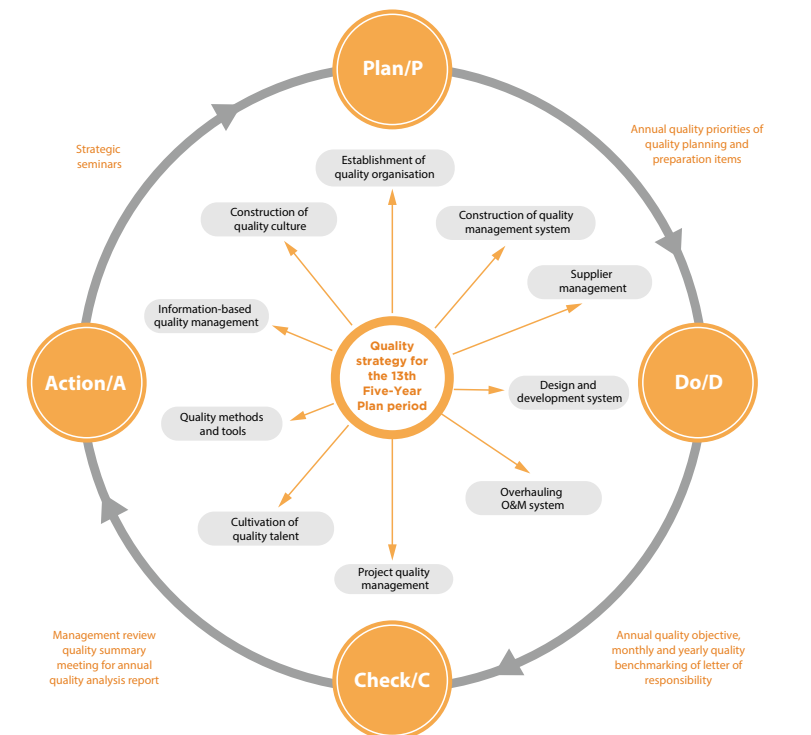 Plan/P
Strategic
seminars
Annual quality priorities of
quality planning and
preparation items
Establishment of
quality organisation
Construction of
quality culture
Construction of quality
management system
Supplier
management
Information-based
quality management
Quality
strategy for
the 13th
Five-Year
Plan period
Action/A
Do/D
Design and
development system
Quality methods
and tools
Overhauling
O&M system
Cultivation of
quality talent
Project quality
management
Management review
quality summary
meeting for annual
quality analysis report
Annual quality objective,
monthly and yearly quality
benchmarking of letter of
responsibility
Check/C